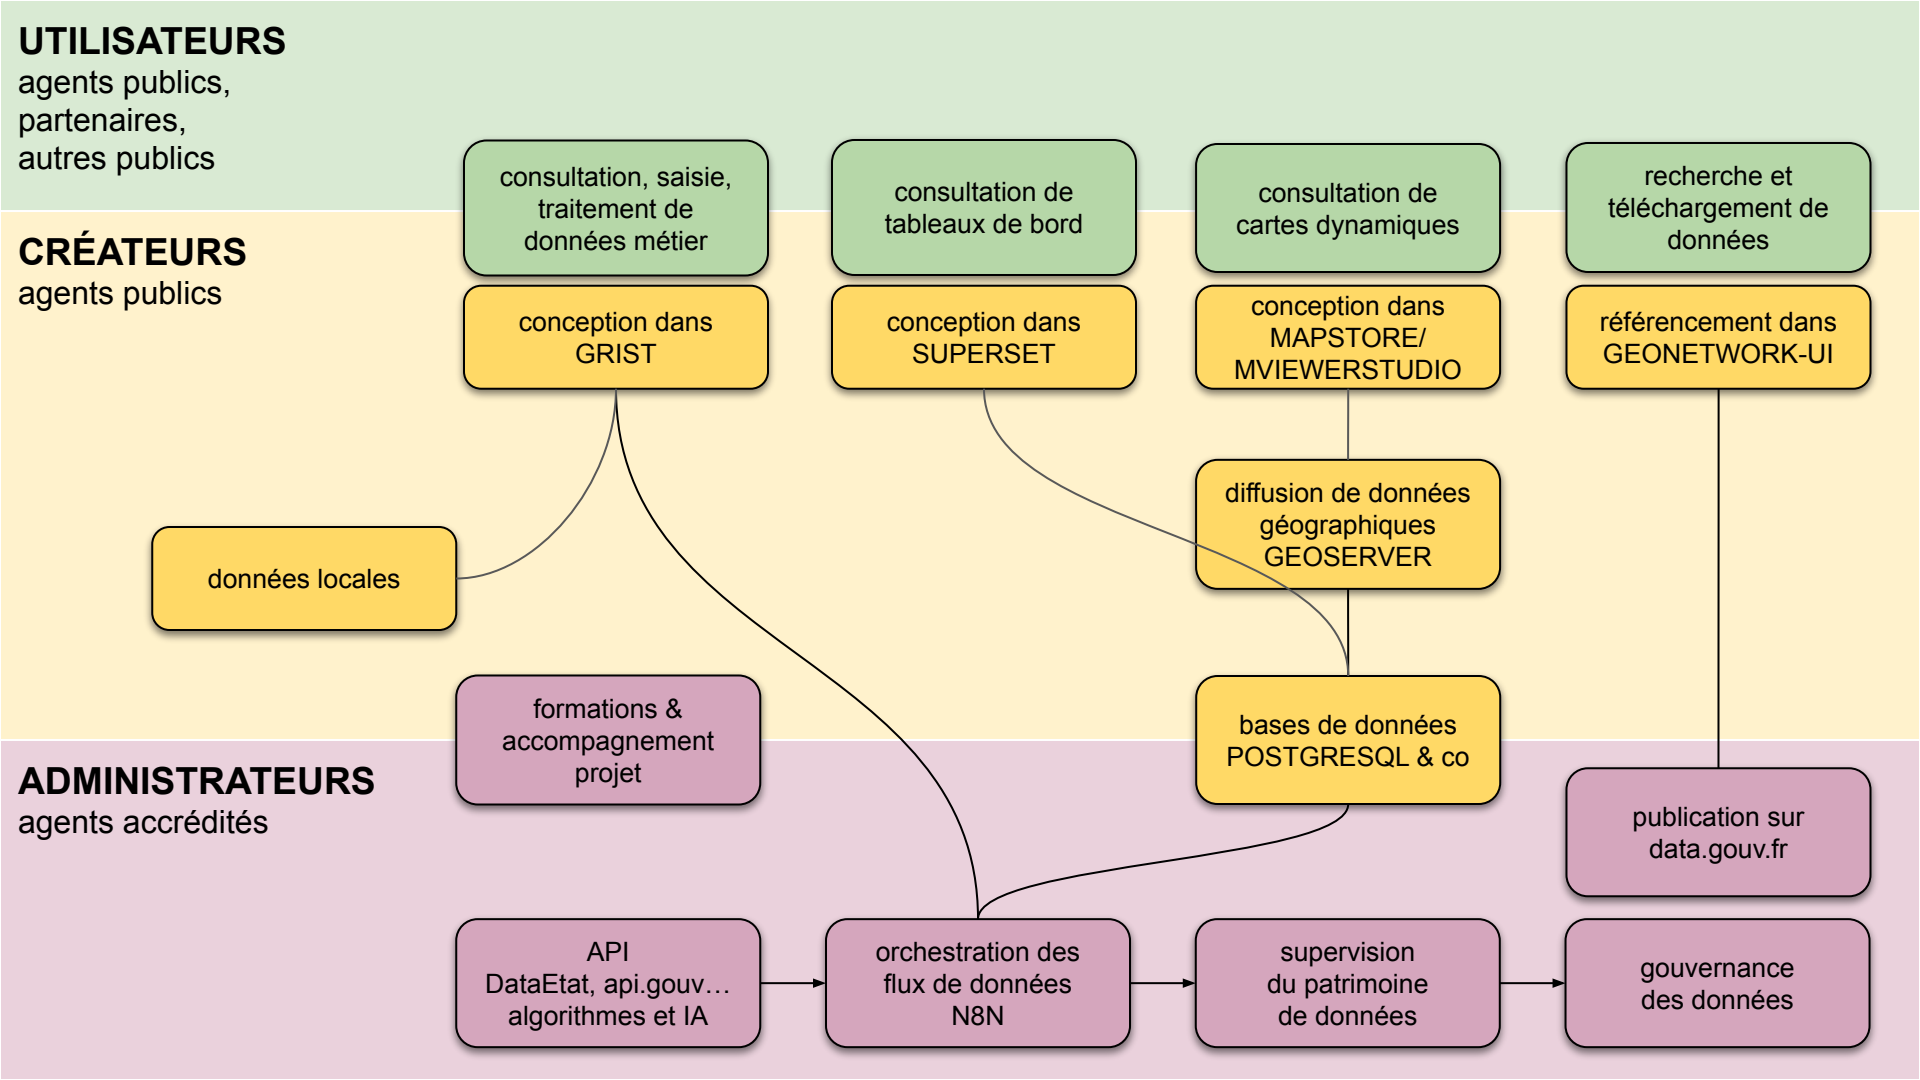 UTILISATEURS
agents publics,
partenaires,
autres publics
consultation, saisie,
traitement de
données métier
consultation de
tableaux de bord
consultation de
cartes dynamiques
recherche et
téléchargement de
données
CRÉATEURS
agents publics
conception dans
GRIST
conception dans
SUPERSET
conception dans
MAPSTORE/
MVIEWERSTUDIO
référencement dans
GEONETWORK-UI
diffusion de données
géographiques
GEOSERVER
données locales
formations &
accompagnement
projet
bases de données
POSTGRESQL & co
ADMINISTRATEURS
agents accrédités
publication sur
data.gouv.fr
API
DataEtat, api.gouv…
algorithmes et IA
orchestration des
flux de données
N8N
supervision
du patrimoine
de données
gouvernance
des données